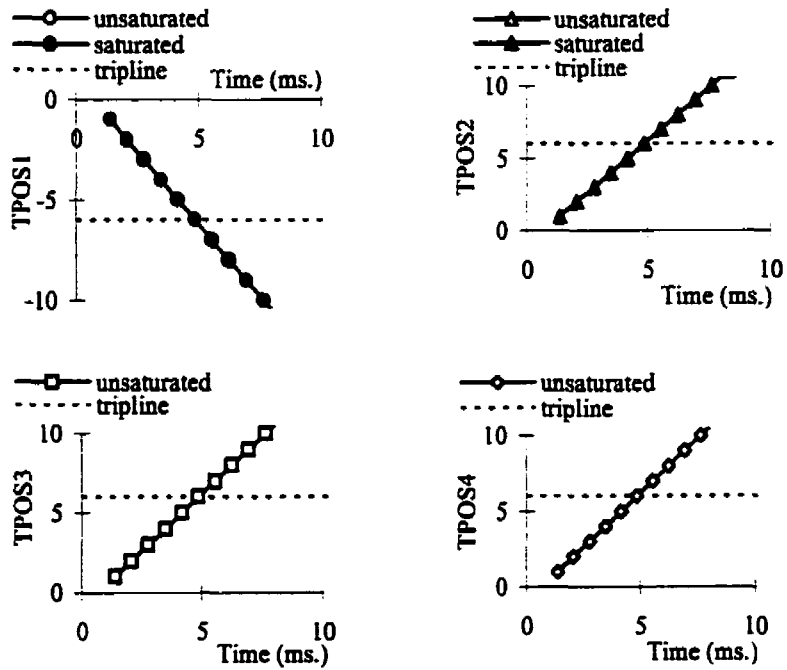 unsaturated
saturated
tripline
Time (ms.)
0
0
5
10
-5
-10
TPOS1
unsaturated
saturated
tripline
10
5
0
TPOS2
0
5
10
Time (ms.)
unsaturated
tripline
10
5
0
TPOS3
0
5
10
Time (ms.)
unsaturated
tripline
10
5
0
TPOS4
0
5
10
Time (ms.)